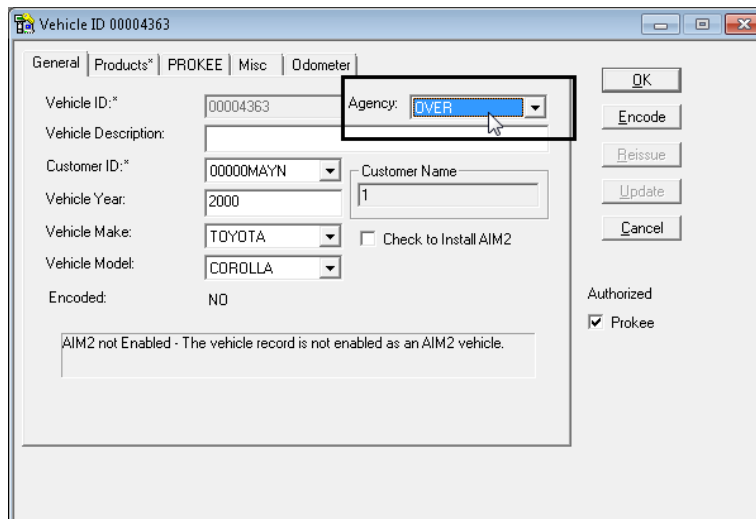 Vehicle ID 00004363
General Products* PROKEE Misc Odometer
Vehicle ID:* 00004363 Agency: OVER
Vehicle Description:
Customer ID:* 00000MAYN Customer Name
Vehicle Year: 2000 1
Vehicle Make: TOYOTA Check to Install AIM2
Vehicle Model: COROLLA
Encoded: NO
AIM2 not Enabled - The vehicle record is not enabled as an AIM2 vehicle.
OK
Encode
Reissue
Update
Cancel
Authorized
Prokee